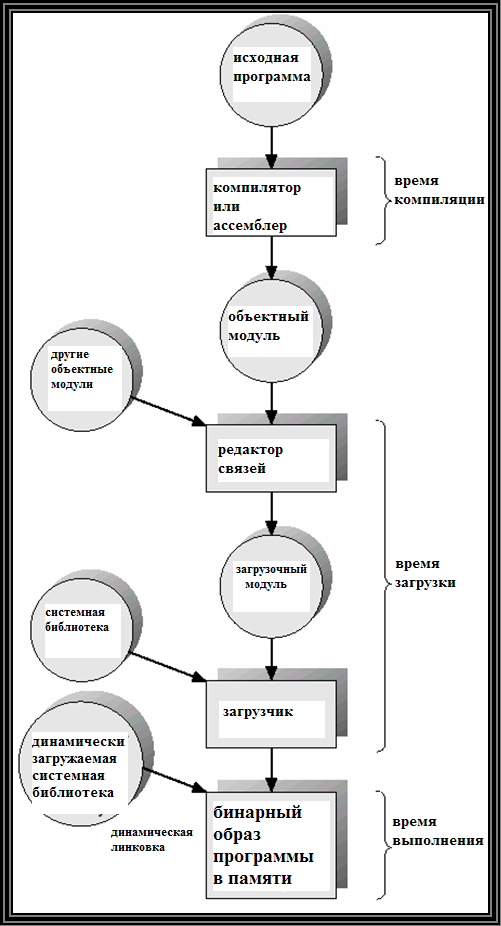 исходная
программа
компилятор
или
ассемблер
время
компиляции
объектный
модуль
другие
объектные
модули
редактор
связей
время
загрузки
загрузочный
модуль
системная
библиотека
загрузчик
динамически
загружаемая
системная
библиотека
динамическая
линковка
бинарный
образ
программы
в памяти
время
выполнения